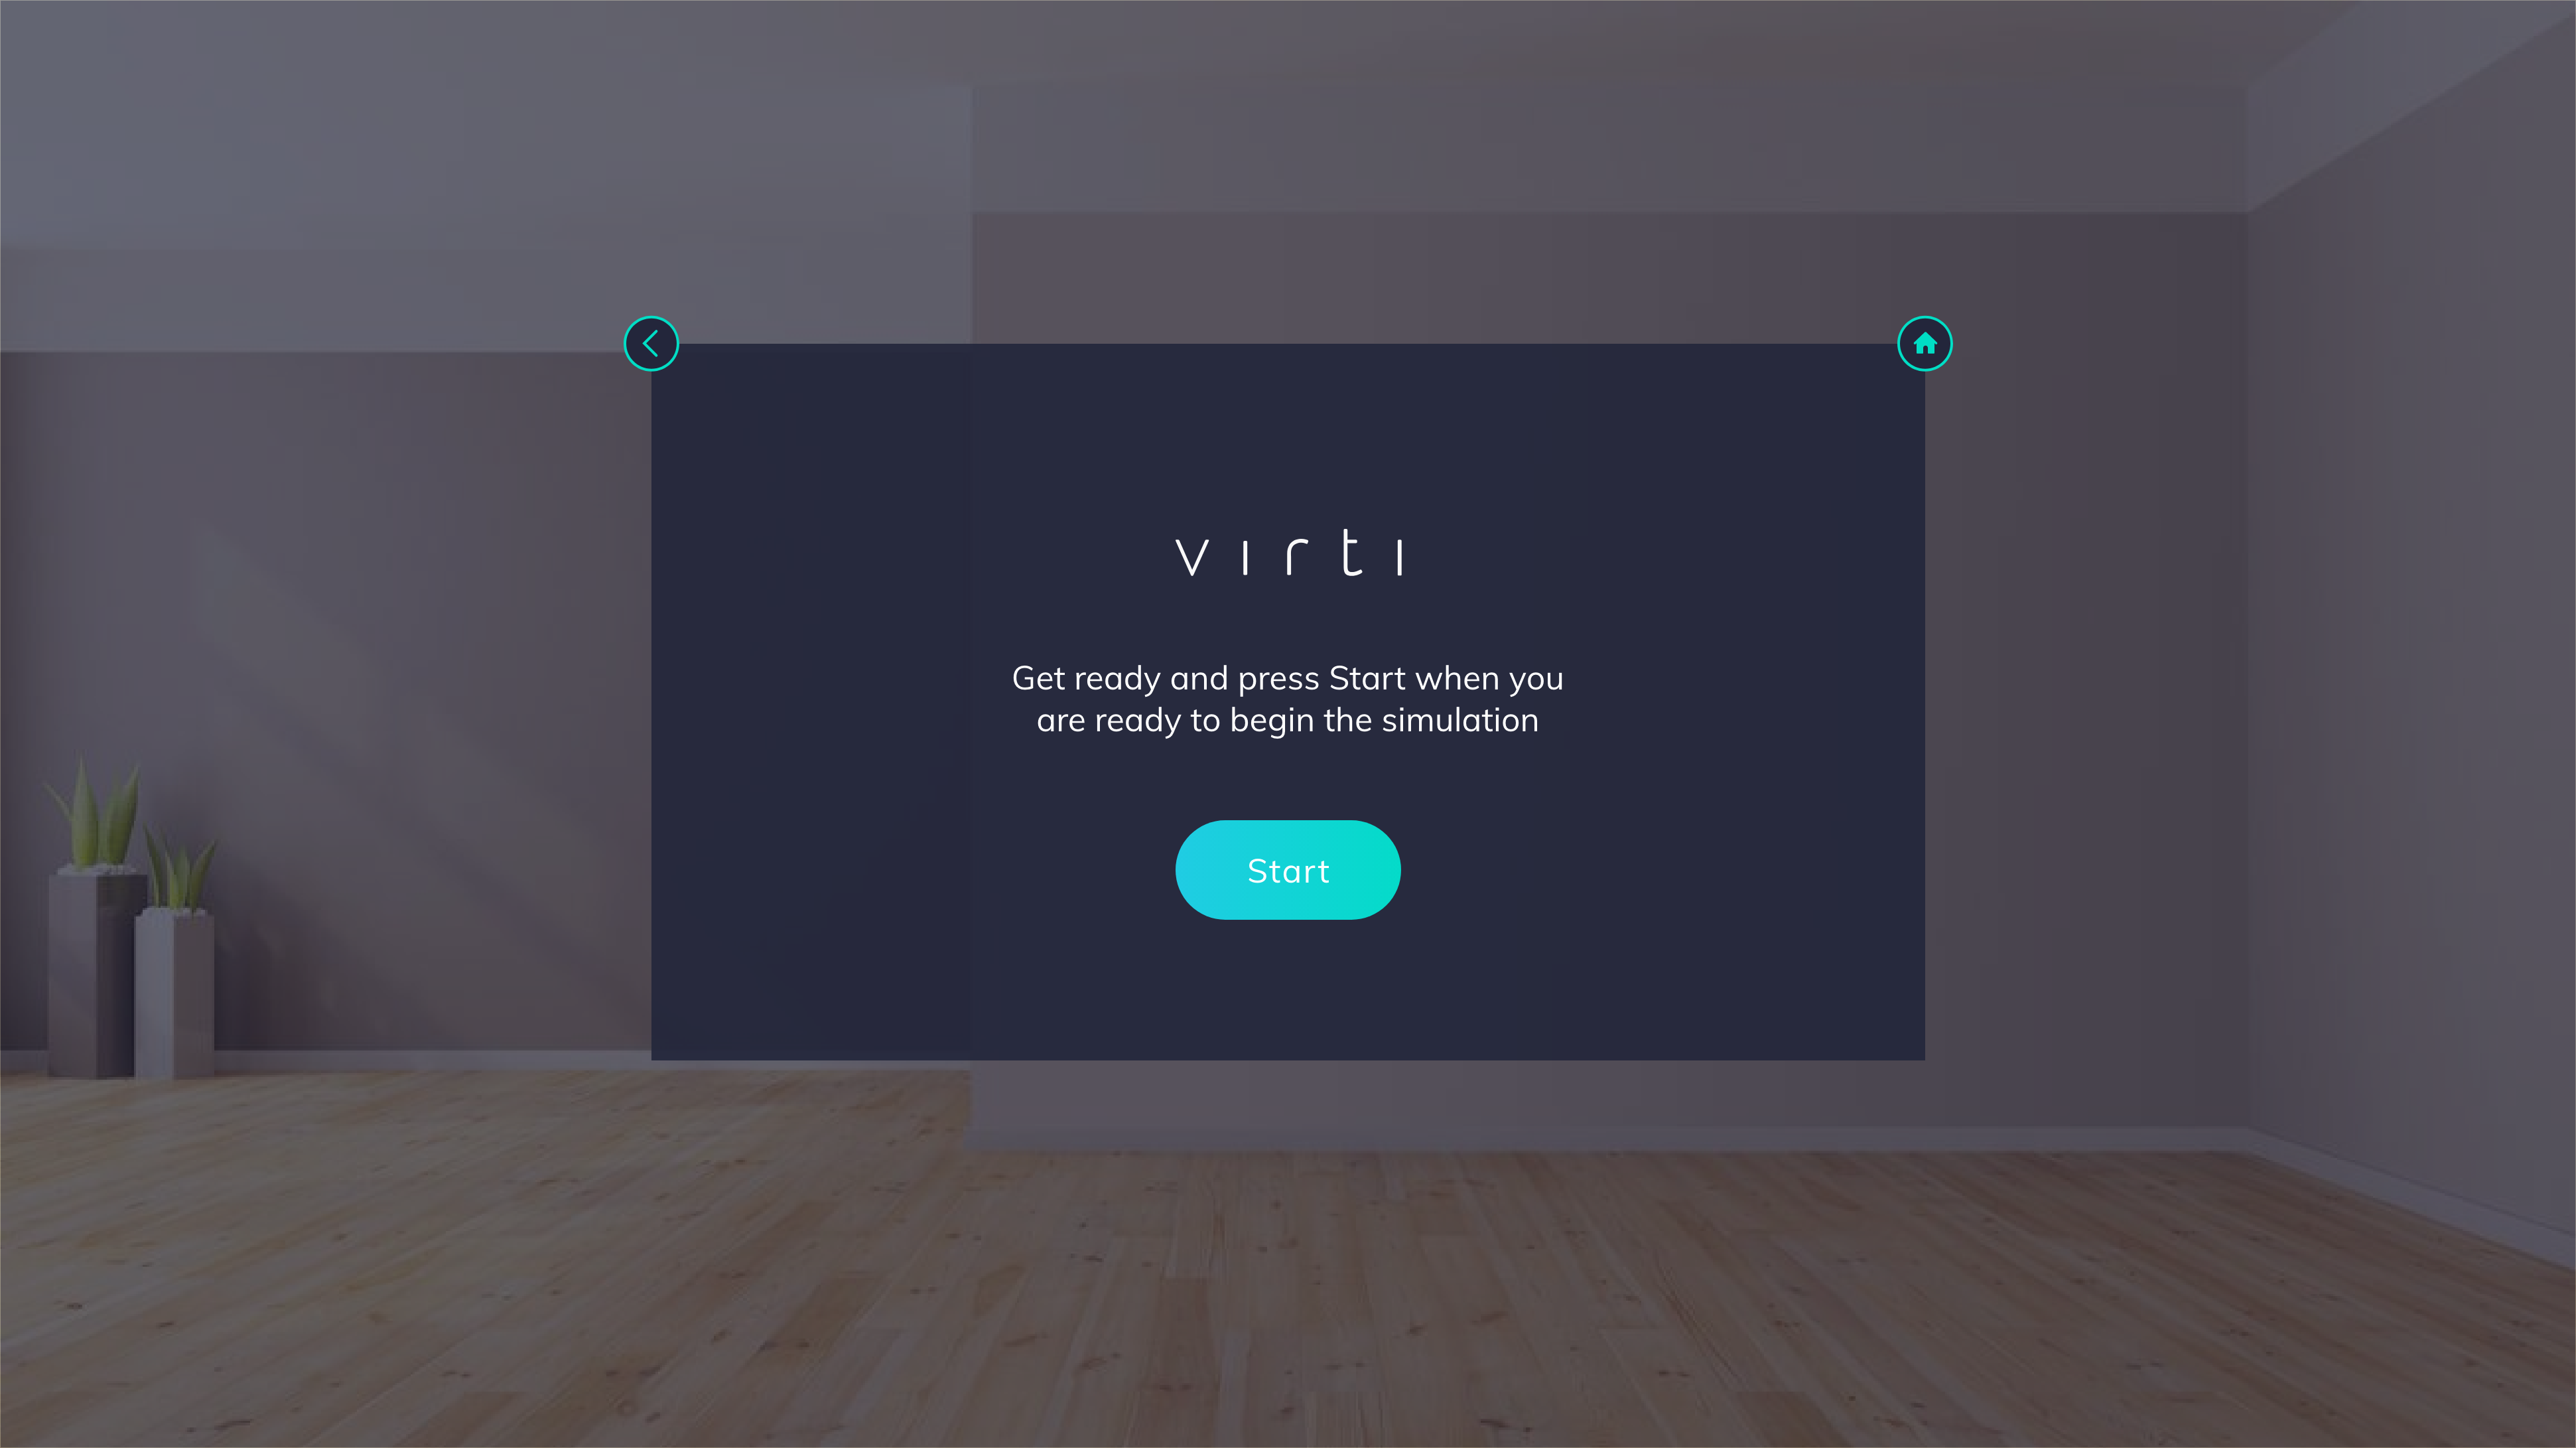 virti
Get ready and press Start when you
are ready to begin the simulation
Start